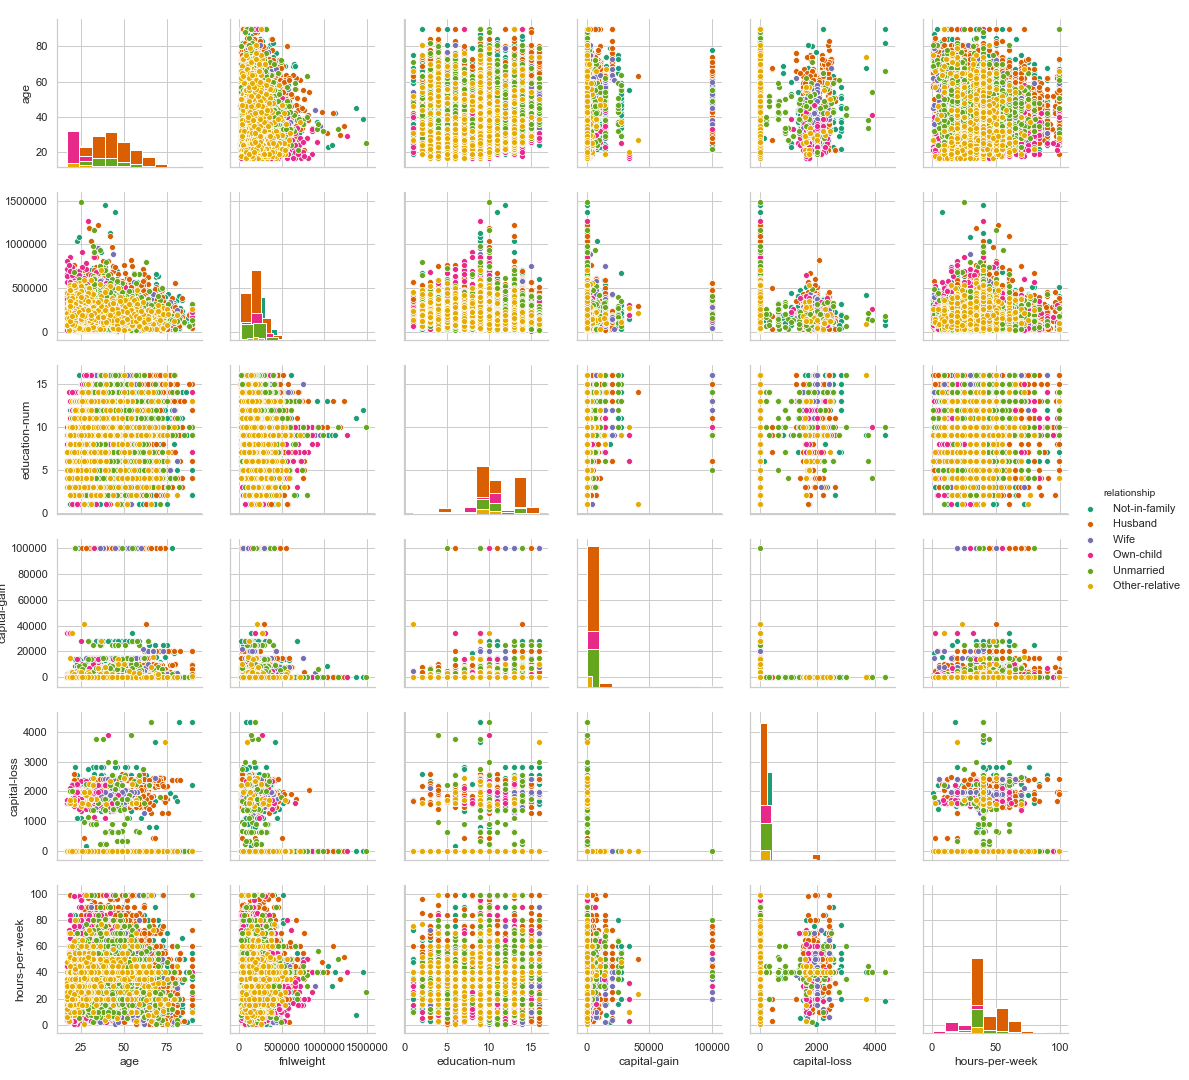 age
80
60
40
20
fnlweight
1500000
1000000
500000
0
education-num
15
10
5
0
capital-gain
100000
80000
60000
40000
20000
0
capital-loss
4000
3000
2000
1000
0
hours-per-week
100
80
60
40
20
0
25 50 75
age
0 500000 1000000 1500000
fnlweight
0 5 10 15
education-num
0 50000 100000
capital-gain
0 2000 4000
capital-loss
0 50 100
hours-per-week
relationship
Not-in-family
Husband
Wife
Own-child
Unmarried
Other-relative